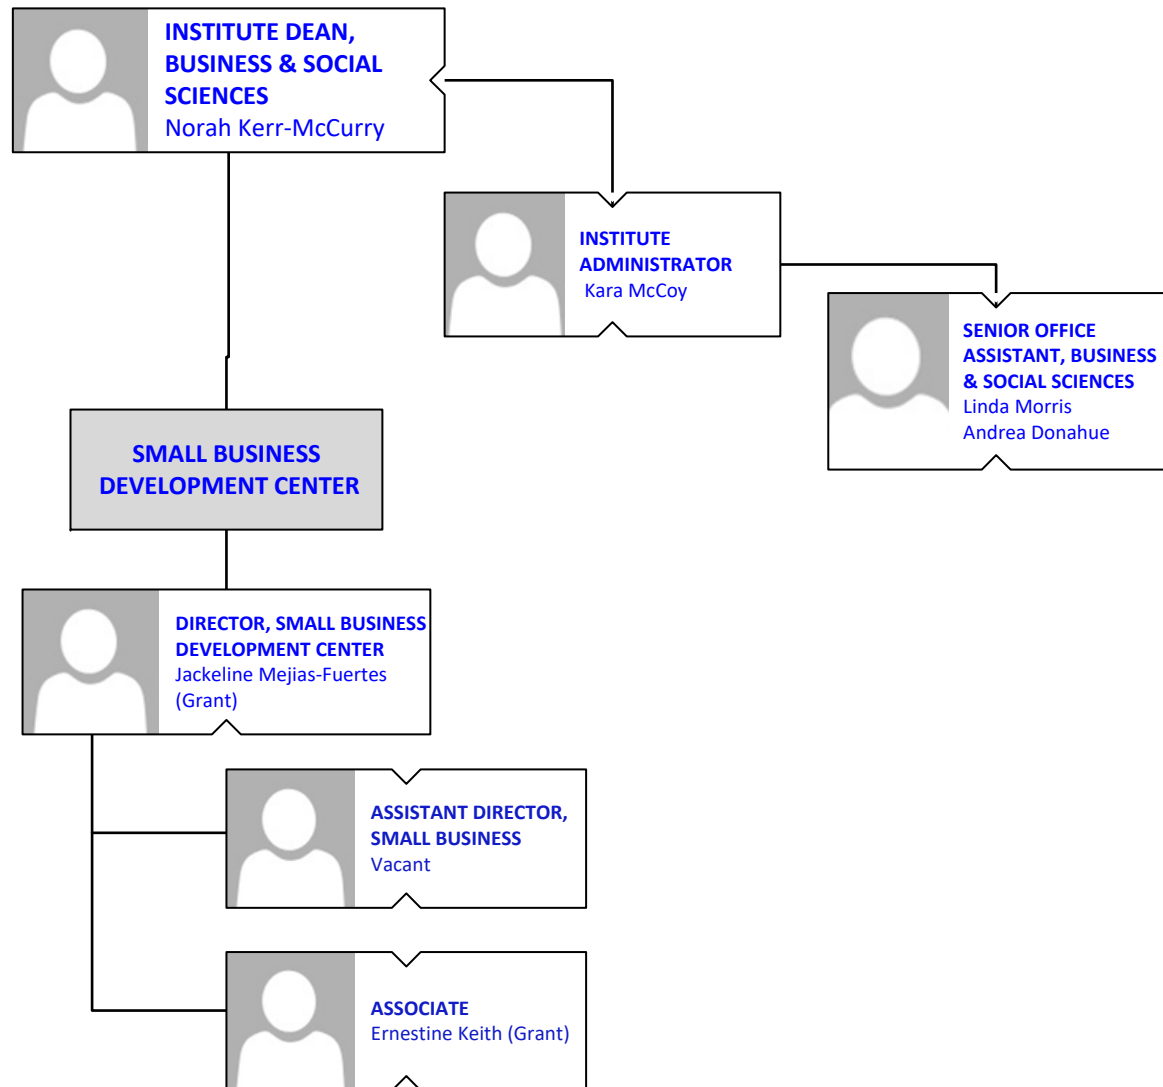 INSTITUTE DEAN,
BUSINESS & SOCIAL
SCIENCES
Norah Kerr-McCurry
INSTITUTE
ADMINISTRATOR
Kara McCoy
SENIOR OFFICE
ASSISTANT, BUSINESS
& SOCIAL SCIENCES
Linda Morris
Andrea Donahue
SMALL BUSINESS
DEVELOPMENT CENTER
DIRECTOR, SMALL BUSINESS
DEVELOPMENT CENTER
Jackeline Mejias-Fuertes
(Grant)
ASSISTANT DIRECTOR,
SMALL BUSINESS
Vacant
ASSOCIATE
Ernestine Keith (Grant)